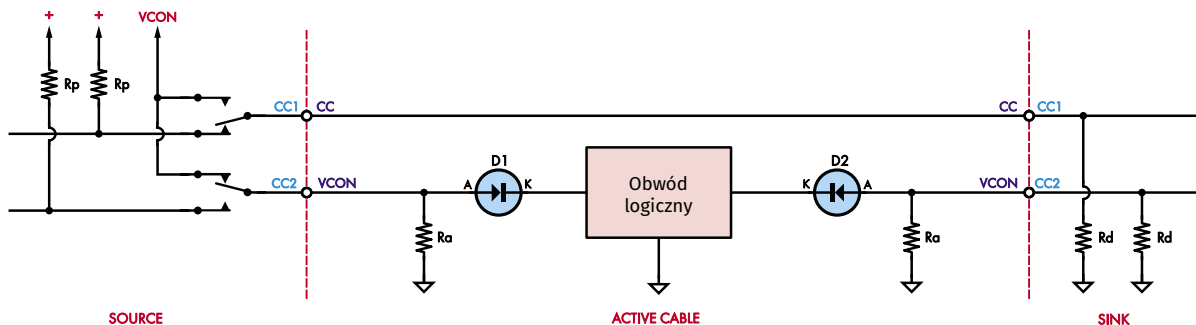 + + VCON
Rp Rp
CC1 CC CC CC1
D1 D2
CC2 VCON A K Obwód logiczny K A VCON CC2
Ra Ra Rd Rd
SOURCE ACTIVE CABLE SINK